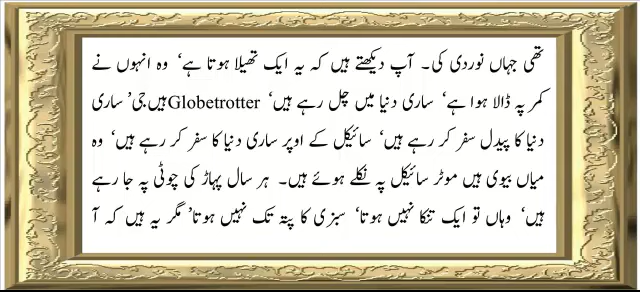 تھی جہاں نوردی کی۔ آپ دیکھتے ہیں کہ یہ ایک تھیلا ہوتا ہے‘ وہ انہوں نے
کمر پہ ڈالا ہوا ہے‘ ساری دنیا میں چل رہے ہیں‘ Globetrotterہیں جی’ ساری
دنیا کا پیدل سفر کر رہے ہیں‘ سائیکل کے اوپر ساری دنیا کا سفر کر رہے ہیں‘ وہ
میاں بیوی ہیں موٹر سائیکل پہ نکلے ہوئے ہیں۔ ہر سال پہاڑ کی چوٹی پہ جا رہے
ہیں‘ وہاں تو ایک تنکا نہیں ہوتا‘ سبزی کا پتہ تک نہیں ہوتا’ مگر یہ ہیں کہ آ